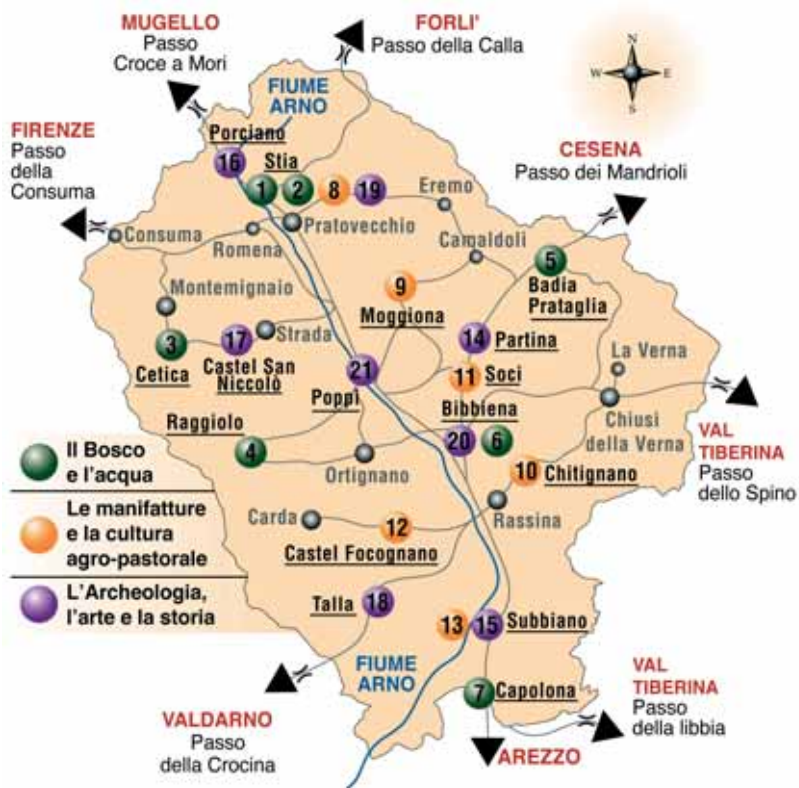 MUGELLO
Passo
Croce a Mori
FORLI'
Passo della Calla
N
W
E
S
FIUME
ARNO
FIRENZE
Passo
della
Consuma
CESENA
Passo dei Mandrioli
Porciano
16
Stia
1
2
8
19
Eremo
Consuma
Romena
Pratovecchio
Camaldoli
5
Badia
Prataglia
Montemignaio
9
Moggiona
3
Cetica
17
Castel San
Niccolò
Strada
14
Partina
La Verna
21
Poppi
11
Soci
Bibbiena
Chiusi
della Verna
VAL
TIBERINA
Passo
dello Spino
Raggiolo
4
Ortignano
20
6
10
Chitignano
Il Bosco
e l'acqua
Le manifatture
e la cultura
agro-pastorale
L'Archeologia,
l'arte e la storia
Carda
12
Castel Focognano
Rassina
Talla
18
13
15
Subbiano
FIUME
ARNO
7
Capolona
VALDARNO
Passo
della Crocina
AREZZO
VAL
TIBERINA
Passo
della libbia